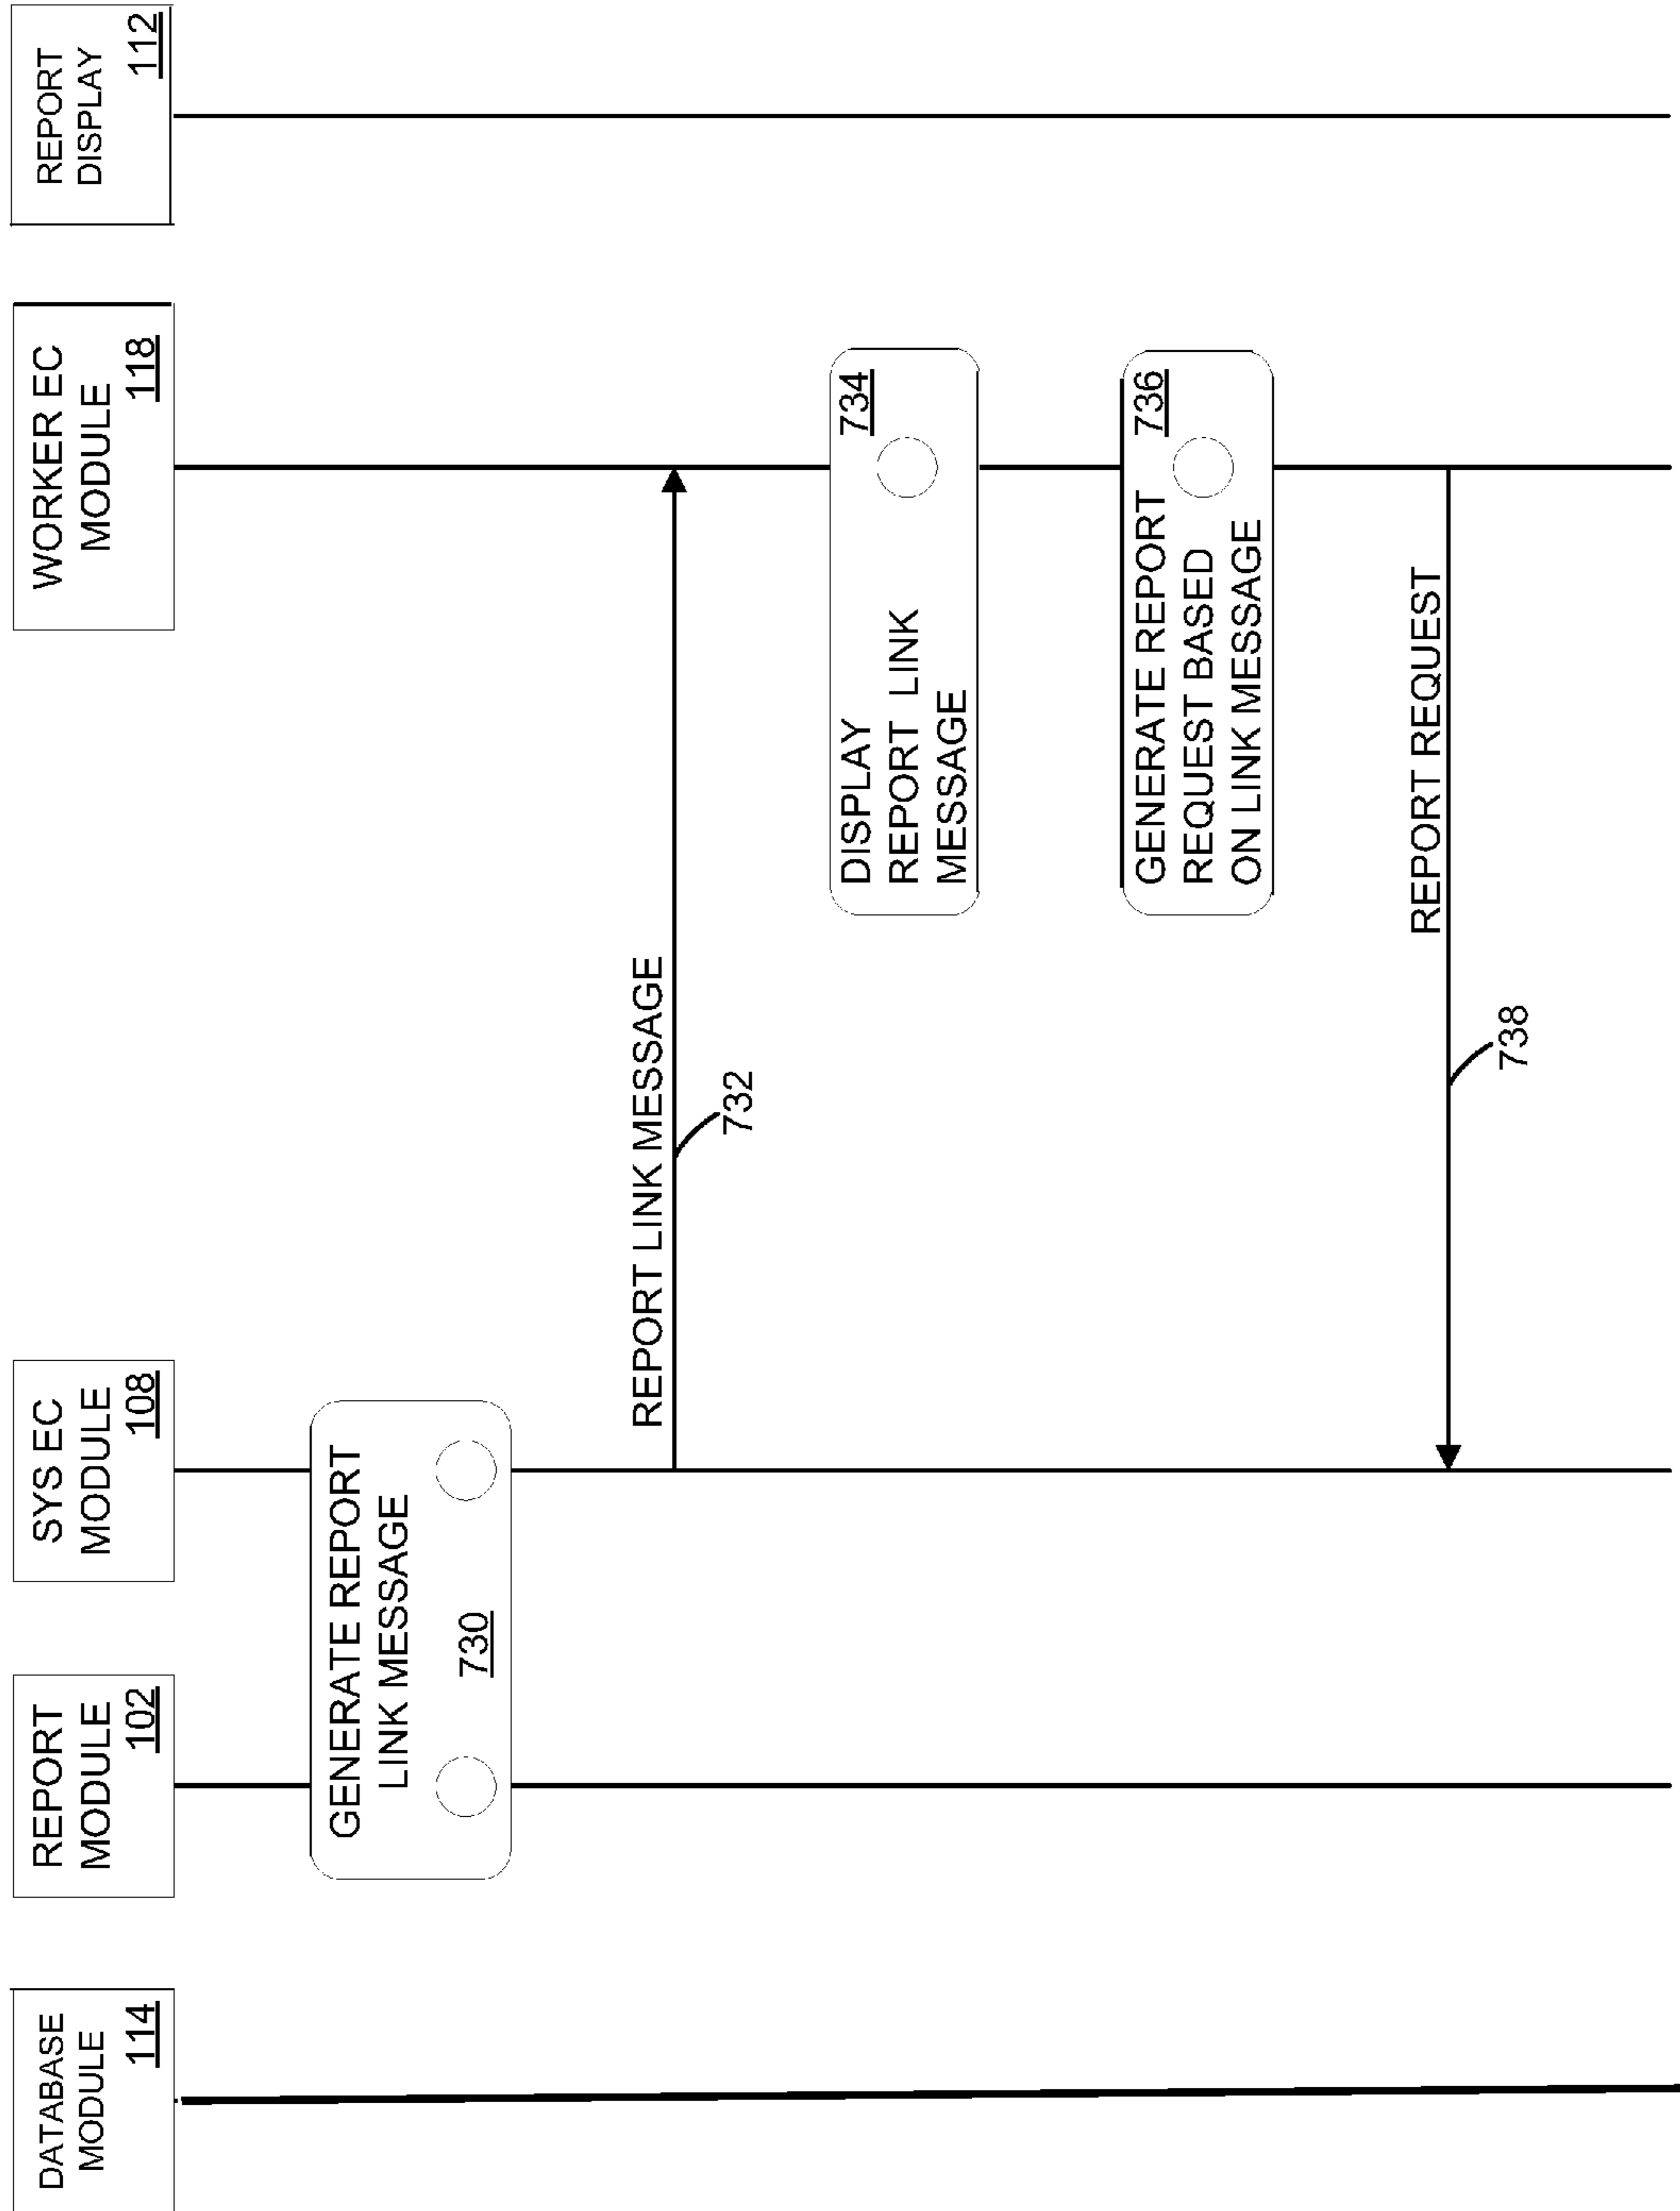 DATABASE
MODULE
114
REPORT
MODULE
102
SYS EC
MODULE
108
WORKER EC
MODULE
118
REPORT
DISPLAY
112
GENERATE REPORT
LINK MESSAGE
730
REPORT LINK MESSAGE
732
DISPLAY
REPORT LINK
MESSAGE
734
GENERATE REPORT
REQUEST BASED
ON LINK MESSAGE
736
REPORT REQUEST
738